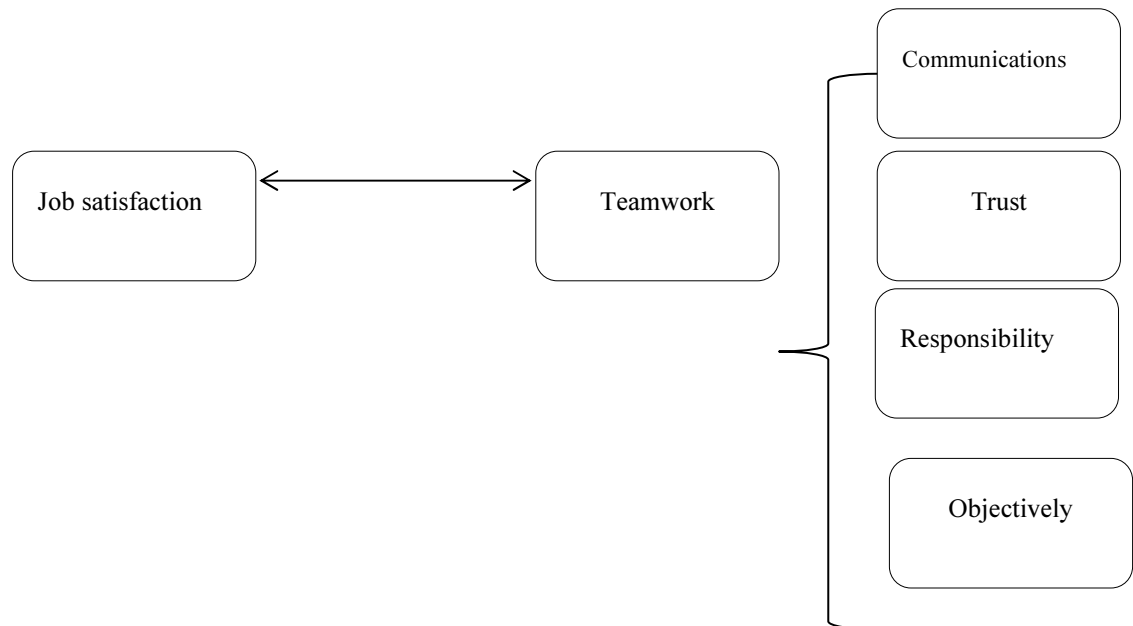 Communications
Job satisfaction
Teamwork
Trust
Responsibility
Objectively